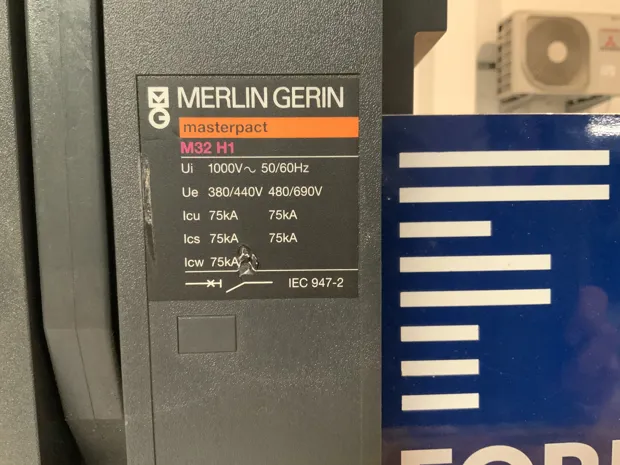 MG MERLIN GERIN
masterpact
M32 H1
Ui 1000V~ 50/60Hz
Ue 380/440V 480/690V
Icu 75kA 75kA
Ics 75kA 75kA
Icw 75kA
IEC 947-2